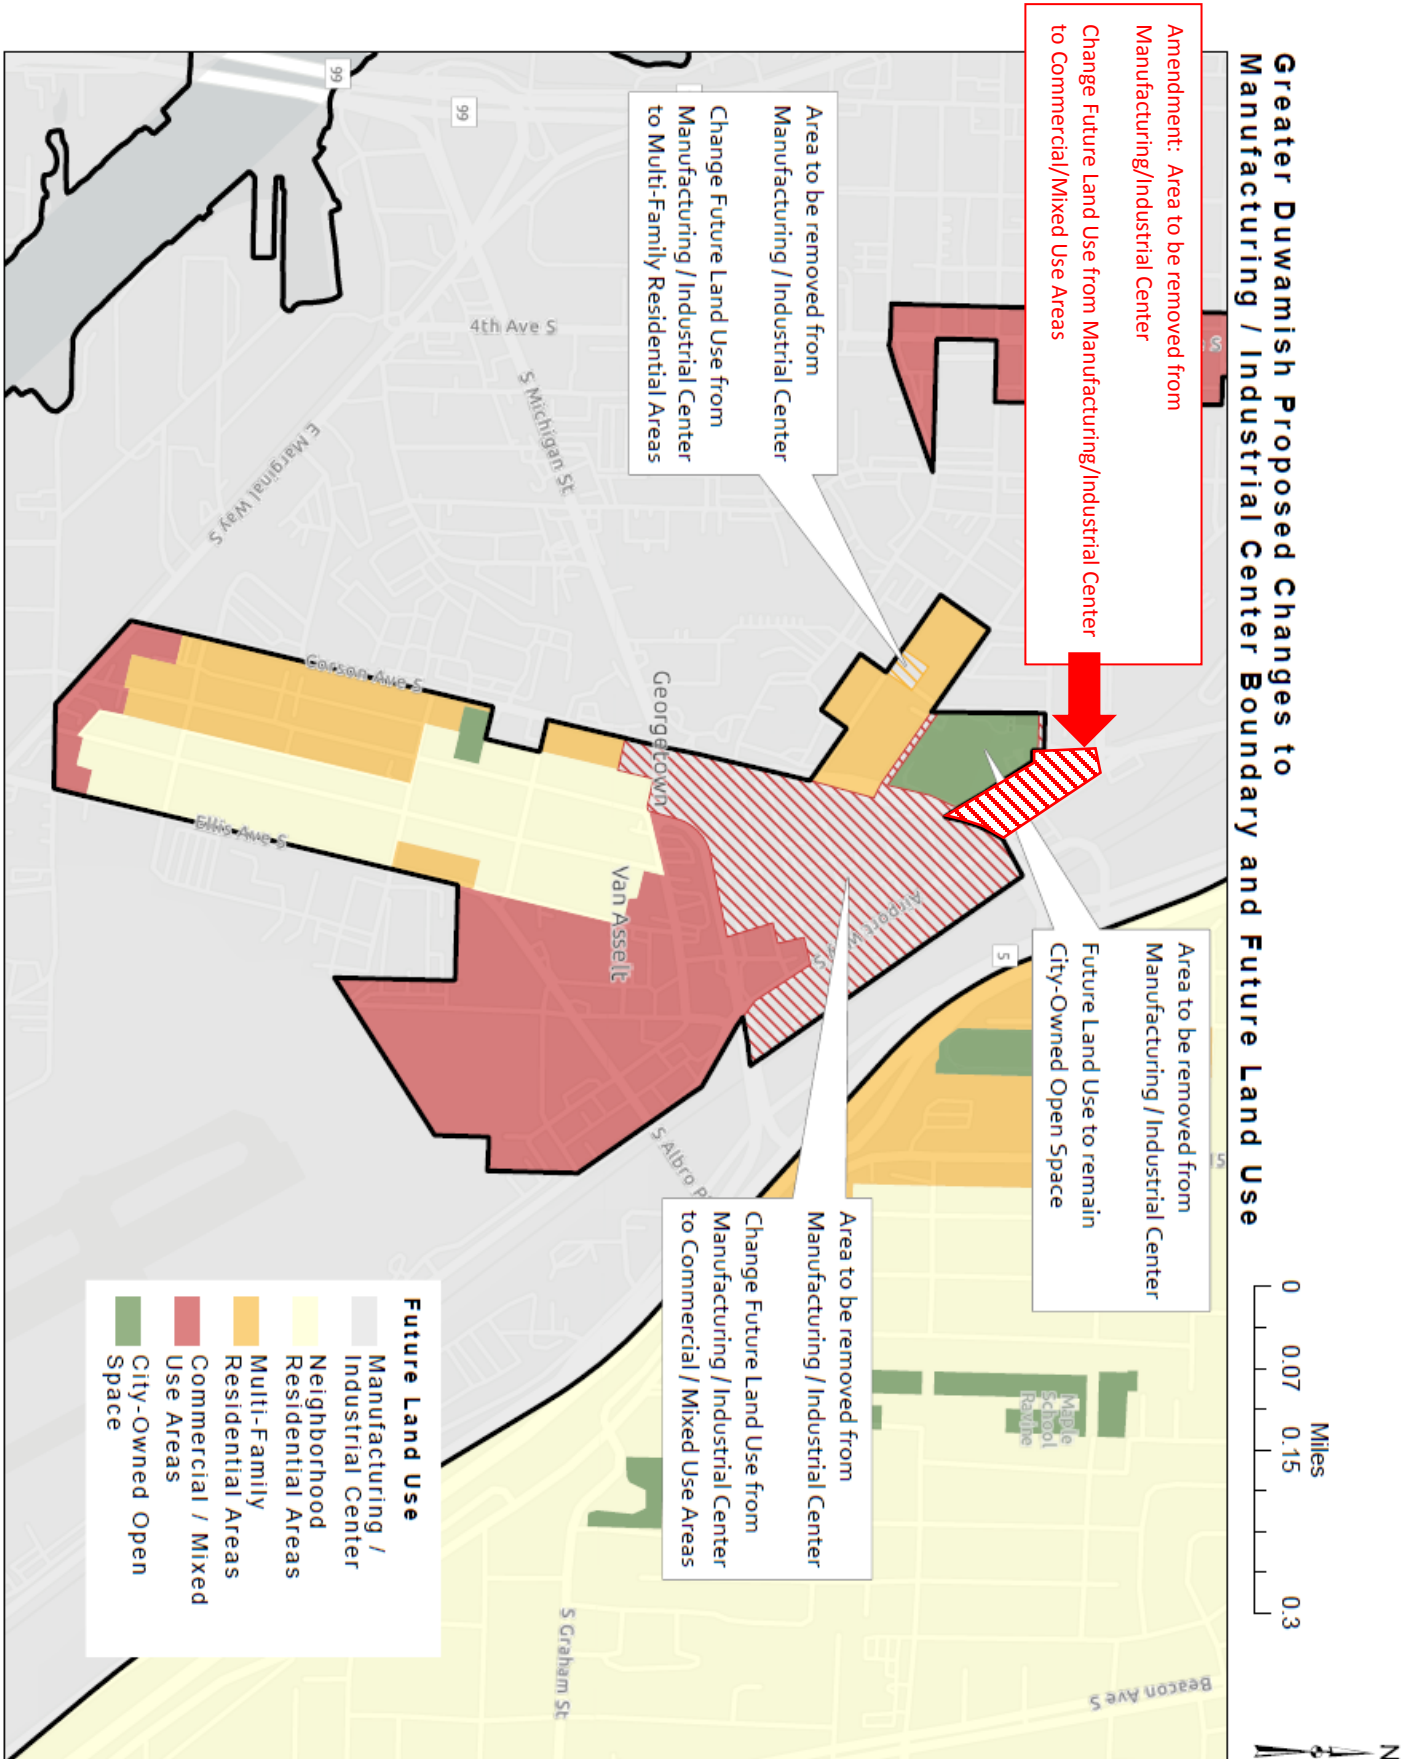 Greater Duwamish Proposed Changes to
Manufacturing / Industrial Center Boundary and Future Land Use
Miles
0 0.07 0.15 0.3
N
Amendment: Area to be removed from
Manufacturing/Industrial Center
Change Future Land Use from Manufacturing/Industrial Center
to Commercial/Mixed Use Areas
Area to be removed from
Manufacturing / Industrial Center
Change Future Land Use from
Manufacturing / Industrial Center
to Multi-Family Residential Areas
Area to be removed from
Manufacturing / Industrial Center
Future Land Use to remain
City-Owned Open Space
Area to be removed from
Manufacturing / Industrial Center
Change Future Land Use from
Manufacturing / Industrial Center
to Commercial / Mixed Use Areas
S
99
99
5
15
4th Ave S
S Michigan St
E Marginal Way S
Corson Ave S
Ellis Ave S
Georgetown
Van Asselt
Airport W
S
S Albro P
Maple
School
Ravine
S Graham St
Beacon Ave S
Future Land Use
Manufacturing /
Industrial Center
Neighborhood
Residential Areas
Multi-Family
Residential Areas
Commercial / Mixed
Use Areas
City-Owned Open
Space